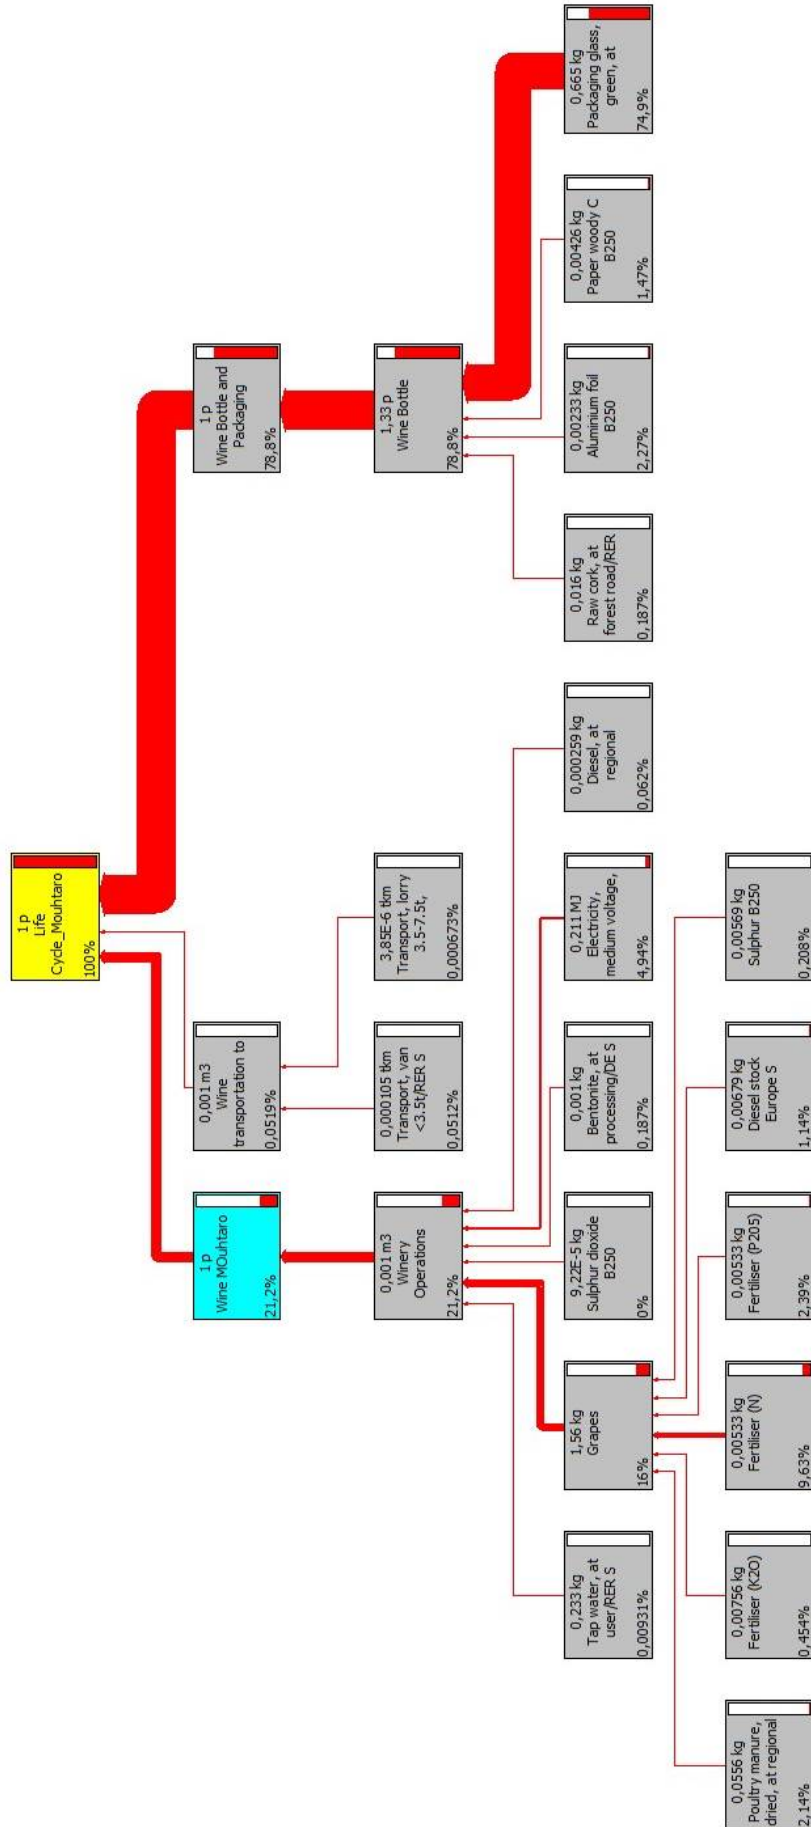 1 p
Life
Cycle_Mouhtaro
100%
1 p
Wine MOuhtaro
21,2%
0,001 m3
Wine
transportation to
0,0519%
1 p
Wine Bottle and
Packaging
78,8%
0,001 m3
Winery
Operations
21,2%
0,000105 tkm
Transport, van
<3.5t/RER S
0,0512%
3,85E-6 tkm
Transport, lorry
3.5-7.5t,
0,000673%
1,33 p
Wine Bottle
78,8%
0,233 kg
Tap water, at
user/RER S
0,00931%
1,56 kg
Grapes
16%
9,22E-5 kg
Sulphur dioxide
B250
0%
0,001 kg
Bentonite, at
processing/DE S
0,187%
0,211 MJ
Electricity,
medium voltage,
4,94%
0,000259 kg
Diesel, at
regional
0,062%
0,016 kg
Raw cork, at
forest road/RER
0,187%
0,00233 kg
Aluminium foil
B250
2,27%
0,00426 kg
Paper woody C
B250
1,47%
0,665 kg
Packaging glass,
green, at
74,9%
0,0556 kg
Poultry manure,
dried, at regional
2,14%
0,00756 kg
Fertiliser (K2O)
0,454%
0,00533 kg
Fertiliser (N)
9,63%
0,00533 kg
Fertiliser (P205)
2,39%
0,00679 kg
Diesel stock
Europe S
1,14%
0,00569 kg
Sulphur B250
0,208%